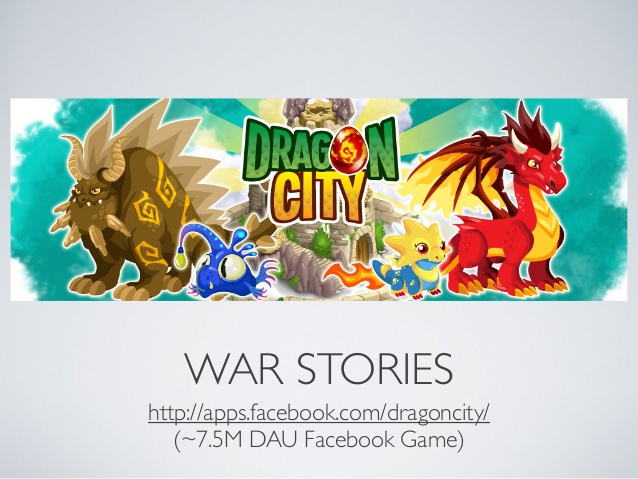 DRAGON
CITY
WAR STORIES
http://apps.facebook.com/dragoncity/
(~7.5M DAU Facebook Game)